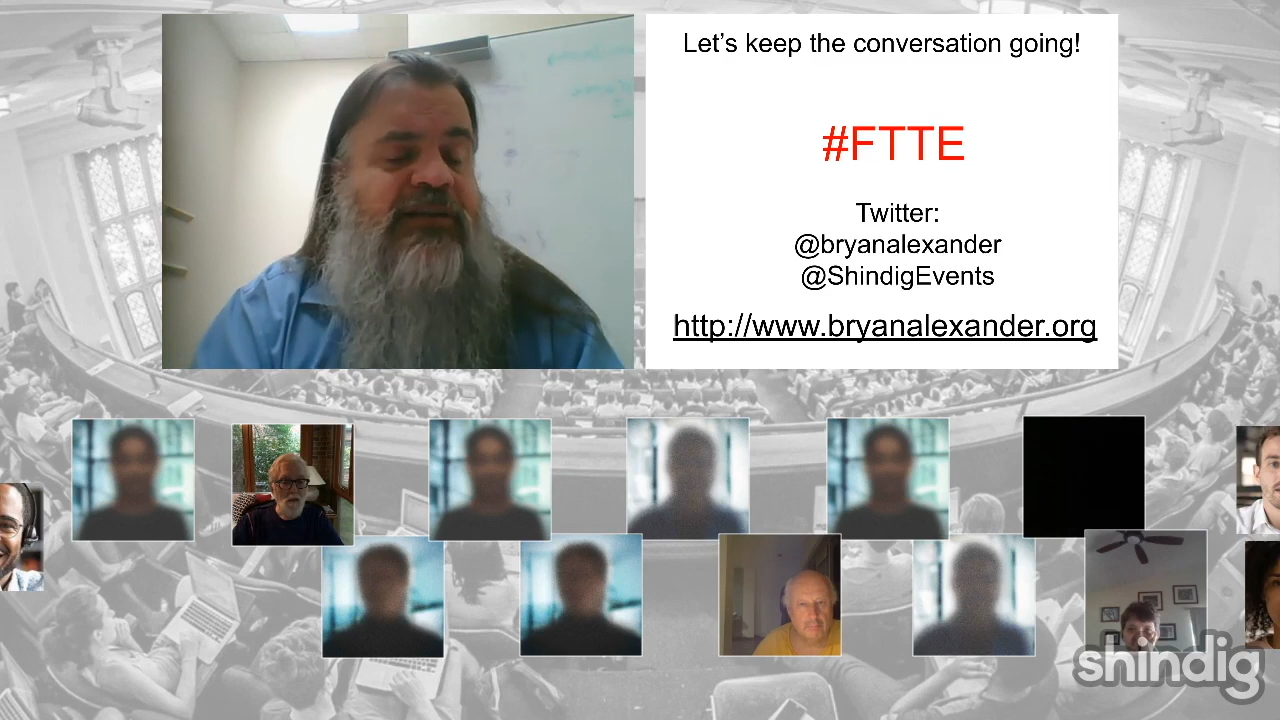 Let’s keep the conversation going!
#FTTE
Twitter:
@bryanalexander
@ShindigEvents
http://www.bryanalexander.org
shindig